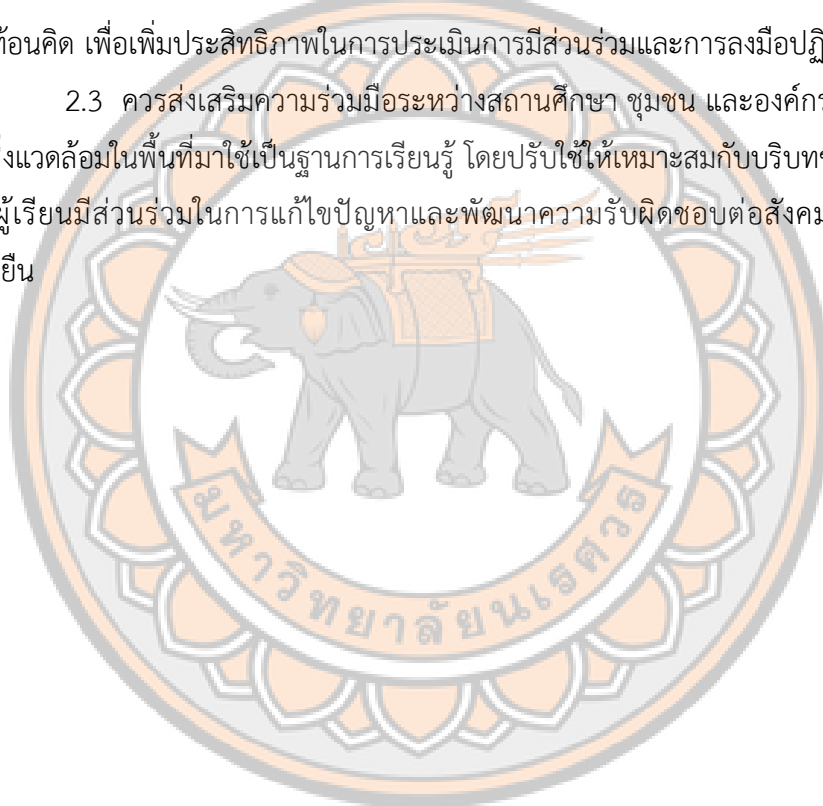 ท้อนคิด เพื่อเพิ่มประสิทธิภาพในการประเมินการมีส่วนร่วมและการลงมือปฏิ
2.3 ควรส่งเสริมความร่วมมือระหว่างสถานศึกษา ชุมชน และองค์กร
ิ่งแวดล้อมในพื้นที่มาใช้เป็นฐานการเรียนรู้ โดยปรับใช้ให้เหมาะสมกับบริบทข
ผู้เรียนมีส่วนร่วมในการแก้ไขปัญหาและพัฒนาความรับผิดชอบต่อสังคม
ยืน
มหาวิทยาลัยนเรศวร